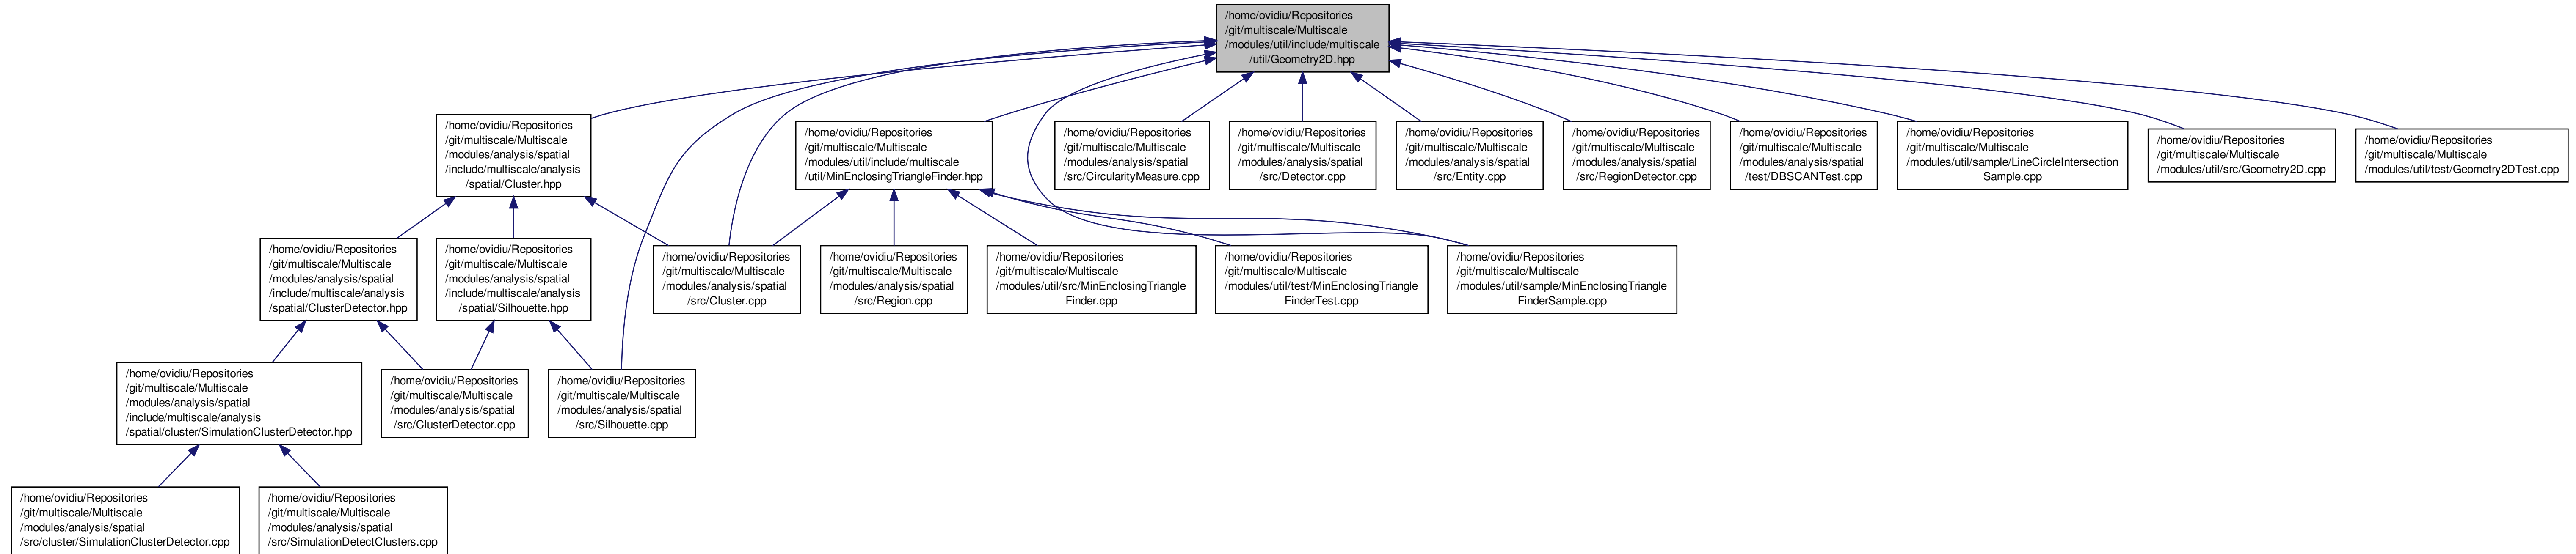 /home/ovidiu/Repositories
/git/multiscale/Multiscale
/modules/util/include/multiscale
/util/Geometry2D.hpp
/home/ovidiu/Repositories
/git/multiscale/Multiscale
/modules/analysis/spatial
/include/multiscale/analysis
/spatial/Cluster.hpp
/home/ovidiu/Repositories
/git/multiscale/Multiscale
/modules/util/include/multiscale
/util/MinEnclosingTriangleFinder.hpp
/home/ovidiu/Repositories
/git/multiscale/Multiscale
/modules/analysis/spatial
/src/CircularityMeasure.cpp
/home/ovidiu/Repositories
/git/multiscale/Multiscale
/modules/analysis/spatial
/src/Detector.cpp
/home/ovidiu/Repositories
/git/multiscale/Multiscale
/modules/analysis/spatial
/src/Entity.cpp
/home/ovidiu/Repositories
/git/multiscale/Multiscale
/modules/analysis/spatial
/src/RegionDetector.cpp
/home/ovidiu/Repositories
/git/multiscale/Multiscale
/modules/analysis/spatial
/test/DBSCANTest.cpp
/home/ovidiu/Repositories
/git/multiscale/Multiscale
/modules/util/sample/LineCircleIntersection
Sample.cpp
/home/ovidiu/Repositories
/git/multiscale/Multiscale
/modules/util/src/Geometry2D.cpp
/home/ovidiu/Repositories
/git/multiscale/Multiscale
/modules/util/test/Geometry2DTest.cpp
/home/ovidiu/Repositories
/git/multiscale/Multiscale
/modules/analysis/spatial
/include/multiscale/analysis
/spatial/ClusterDetector.hpp
/home/ovidiu/Repositories
/git/multiscale/Multiscale
/modules/analysis/spatial
/include/multiscale/analysis
/spatial/Silhouette.hpp
/home/ovidiu/Repositories
/git/multiscale/Multiscale
/modules/analysis/spatial
/src/Cluster.cpp
/home/ovidiu/Repositories
/git/multiscale/Multiscale
/modules/analysis/spatial
/src/Region.cpp
/home/ovidiu/Repositories
/git/multiscale/Multiscale
/modules/util/src/MinEnclosingTriangle
Finder.cpp
/home/ovidiu/Repositories
/git/multiscale/Multiscale
/modules/util/test/MinEnclosingTriangle
FinderTest.cpp
/home/ovidiu/Repositories
/git/multiscale/Multiscale
/modules/util/sample/MinEnclosingTriangle
FinderSample.cpp
/home/ovidiu/Repositories
/git/multiscale/Multiscale
/modules/analysis/spatial
/include/multiscale/analysis
/spatial/cluster/SimulationClusterDetector.hpp
/home/ovidiu/Repositories
/git/multiscale/Multiscale
/modules/analysis/spatial
/src/ClusterDetector.cpp
/home/ovidiu/Repositories
/git/multiscale/Multiscale
/modules/analysis/spatial
/src/Silhouette.cpp
/home/ovidiu/Repositories
/git/multiscale/Multiscale
/modules/analysis/spatial
/src/cluster/SimulationClusterDetector.cpp
/home/ovidiu/Repositories
/git/multiscale/Multiscale
/modules/analysis/spatial
/src/SimulationDetectClusters.cpp